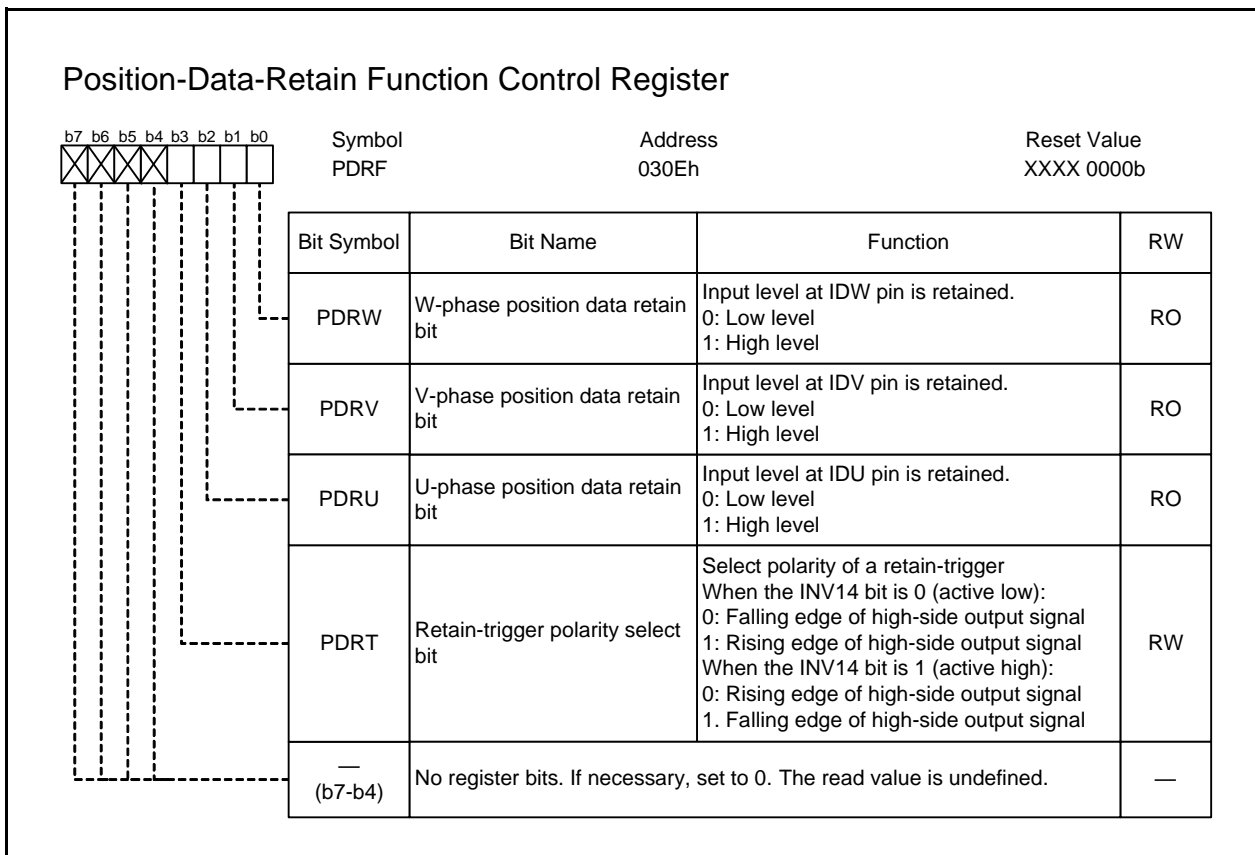 Position-Data-Retain Function Control Register
b7 b6 b5 b4 b3 b2 b1 b0
Symbol Address Reset Value
PDRF 030Eh XXXX 0000b
Bit Symbol Bit Name Function RW
PDRW
W-phase position data retain
bit
Input level at IDW pin is retained.
0: Low level
1: High level
RO
PDRV
V-phase position data retain
bit
Input level at IDV pin is retained.
0: Low level
1: High level
RO
PDRU
U-phase position data retain
bit
Input level at IDU pin is retained.
0: Low level
1: High level
RO
PDRT
Retain-trigger polarity select
bit
Select polarity of a retain-trigger
When the INV14 bit is 0 (active low):
0: Falling edge of high-side output signal
1: Rising edge of high-side output signal
When the INV14 bit is 1 (active high):
0: Rising edge of high-side output signal
1. Falling edge of high-side output signal
RW
—
(b7-b4)
No register bits. If necessary, set to 0. The read value is undefined.
—